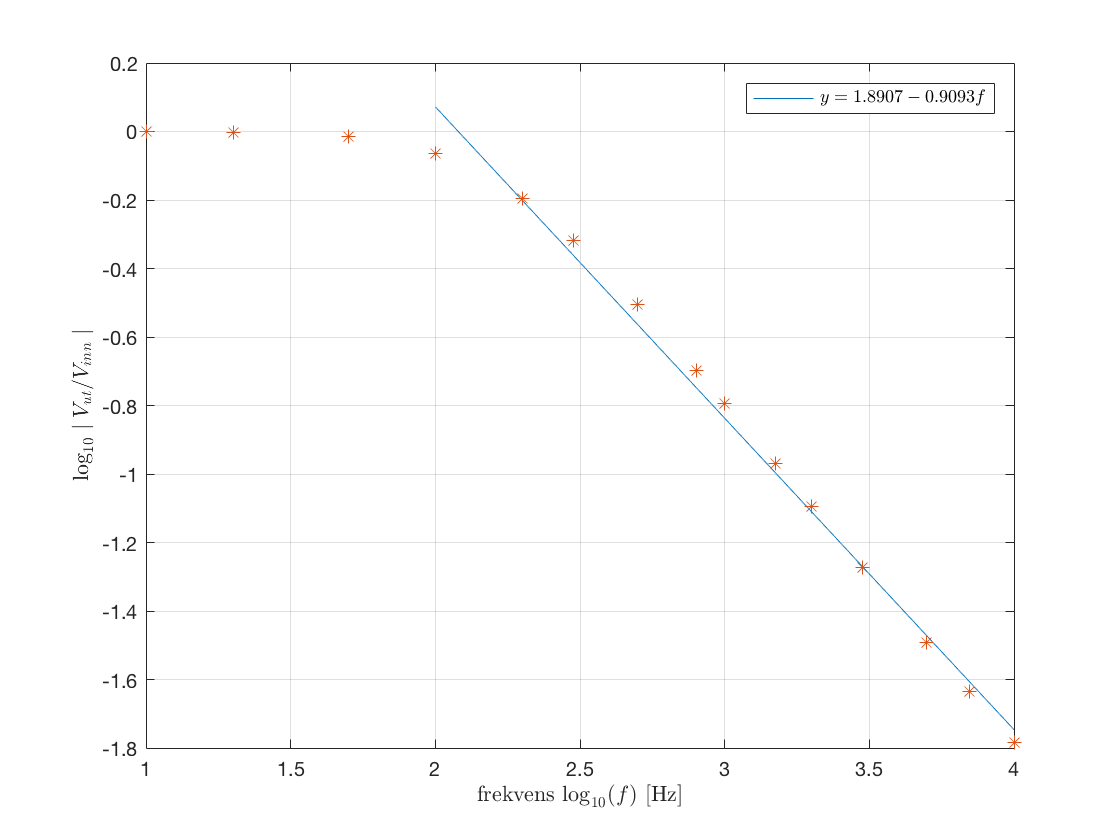 0.2
0
-0.2
-0.4
-0.6
-0.8
-1
-1.2
-1.4
-1.6
-1.8
log₁₀ | V_ut/V_inn |
y = 1.8907 − 0.9093f
1 1.5 2 2.5 3 3.5 4
frekvens log₁₀(f) [Hz]